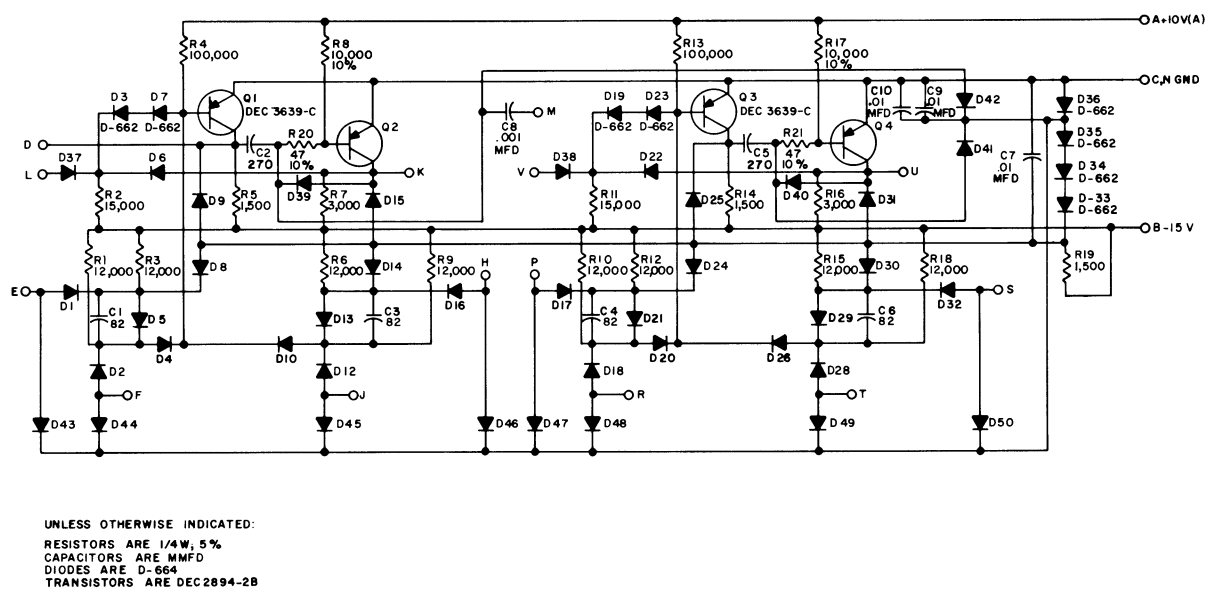 A+10V(A)
R4
100,000
R8
10,000
10%
R13
100,000
R17
10,000
10%
C,N GND
D3
D7
D-662
D-662
Q1
DEC 3639-C
D19
D23
D-662
D-662
Q3
DEC 3639-C
C10
.01
MFD
C9
.01
MFD
D42
D36
D-662
D
C2
270
R20
47
10%
Q2
C8
.001
MFD
M
C5
270
R21
47
10%
Q4
D41
C7
.01
MFD
D35
D-662
D37
L
D6
K
V
D38
D22
U
D34
D-662
R2
15,000
D9
R5
1,500
D39
R7
3,000
D15
R11
15,000
D25
R14
1,500
D40
R16
3,000
D31
D-33
D-662
B-15V
R1
12,000
R3
12,000
D8
R6
12,000
D14
R9
12,000
H
P
R10
12,000
R12
12,000
D24
R15
12,000
D30
R18
12,000
R19
1,500
E
D1
C1
82
D5
D13
C3
82
D16
D17
C4
82
D21
D29
C6
82
D32
S
D4
D10
D20
D26
D2
F
D12
J
D18
R
D28
T
D43
D44
D45
D46
D47
D48
D49
D50
UNLESS OTHERWISE INDICATED:
RESISTORS ARE 1/4W; 5%
CAPACITORS ARE MMFD
DIODES ARE D-664
TRANSISTORS ARE DEC2894-2B